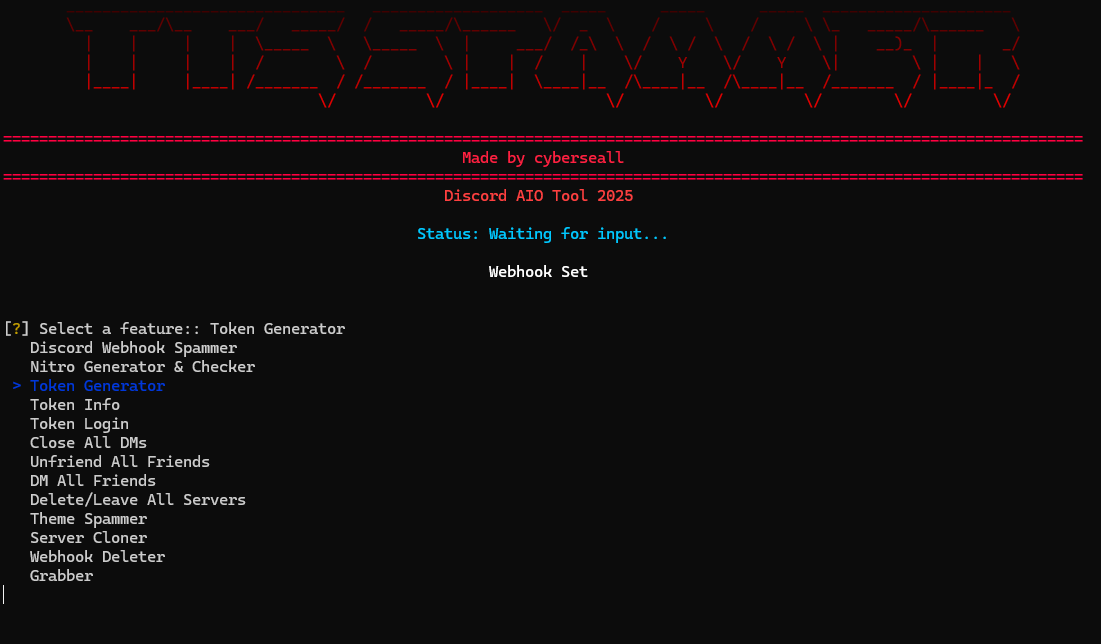 Made by cyberseall
Discord AIO Tool 2025
Status: Waiting for input...
Webhook Set
[?] Select a feature:: Token Generator
Discord Webhook Spammer
Nitro Generator & Checker
> Token Generator
Token Info
Token Login
Close All DMs
Unfriend All Friends
DM All Friends
Delete/Leave All Servers
Theme Spammer
Server Cloner
Webhook Deleter
Grabber